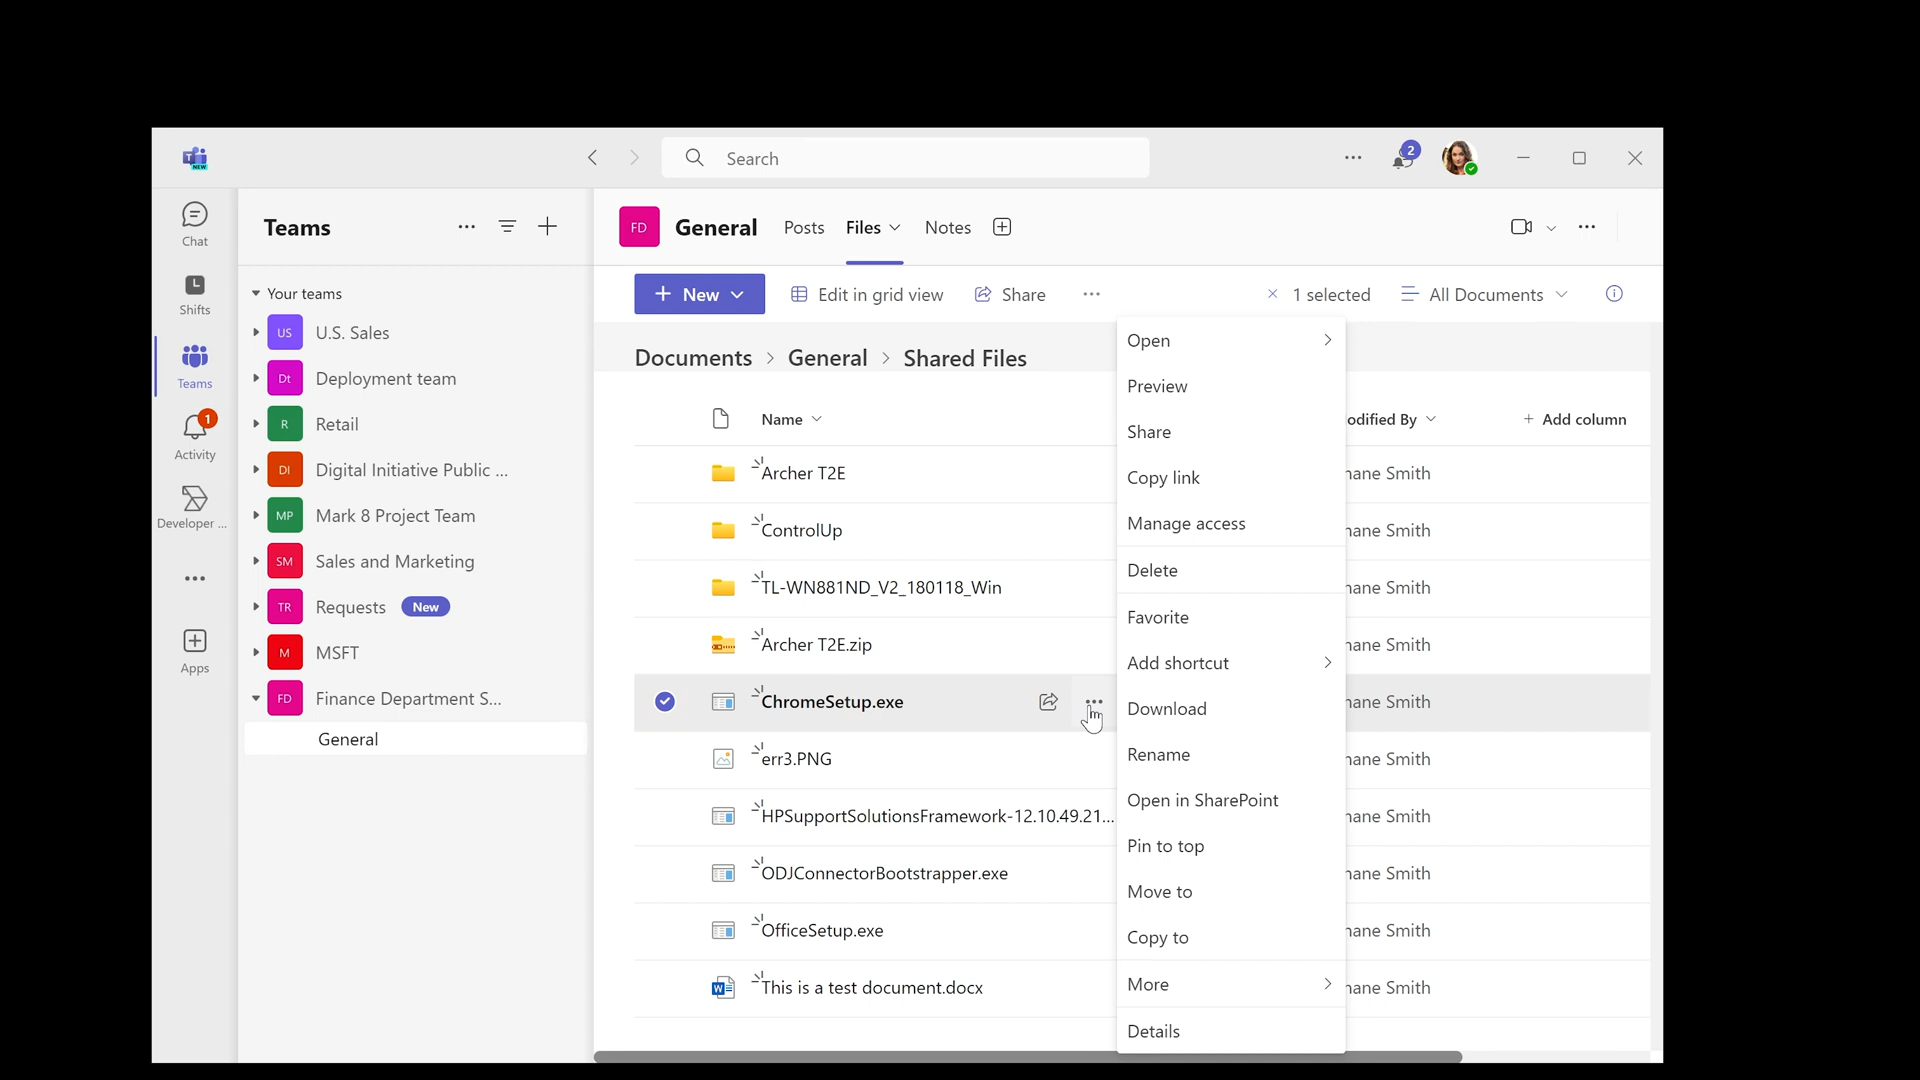 NEW
Search
2
Chat
Shifts
Teams
1
Activity
Developer ...
Apps
Teams
Your teams
US U.S. Sales
Dt Deployment team
R Retail
DI Digital Initiative Public ...
MP Mark 8 Project Team
SM Sales and Marketing
TR Requests New
M MSFT
FD Finance Department S...
General
FD General Posts Files Notes
New Edit in grid view Share ... 1 selected All Documents
Documents > General > Shared Files
Name odified By + Add column
Archer T2E hane Smith
ControlUp hane Smith
TL-WN881ND_V2_180118_Win hane Smith
Archer T2E.zip hane Smith
ChromeSetup.exe hane Smith
err3.PNG hane Smith
HPSupportSolutionsFramework-12.10.49.21... hane Smith
ODJConnectorBootstrapper.exe hane Smith
OfficeSetup.exe hane Smith
W This is a test document.docx hane Smith
Open
Preview
Share
Copy link
Manage access
Delete
Favorite
Add shortcut
Download
Rename
Open in SharePoint
Pin to top
Move to
Copy to
More
Details